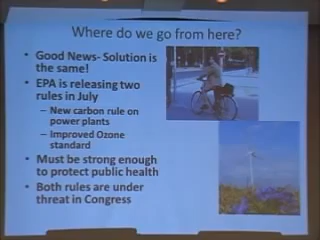 Where do we go from here?
• Good News- Solution is
the same!
• EPA is releasing two
rules in July
– New carbon rule on
power plants
– Improved Ozone
standard
• Must be strong enough
to protect public health
• Both rules are under
threat in Congress